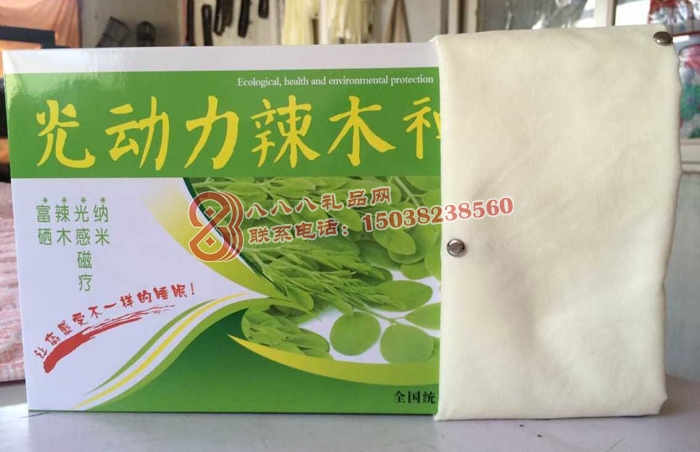 Ecological, health and environmental protection
光动力辣木
富硒
辣木
光感磁疗
纳米
让您感受不一样的睡眠!
八八八礼品网
联系电话:15038238560
全国统